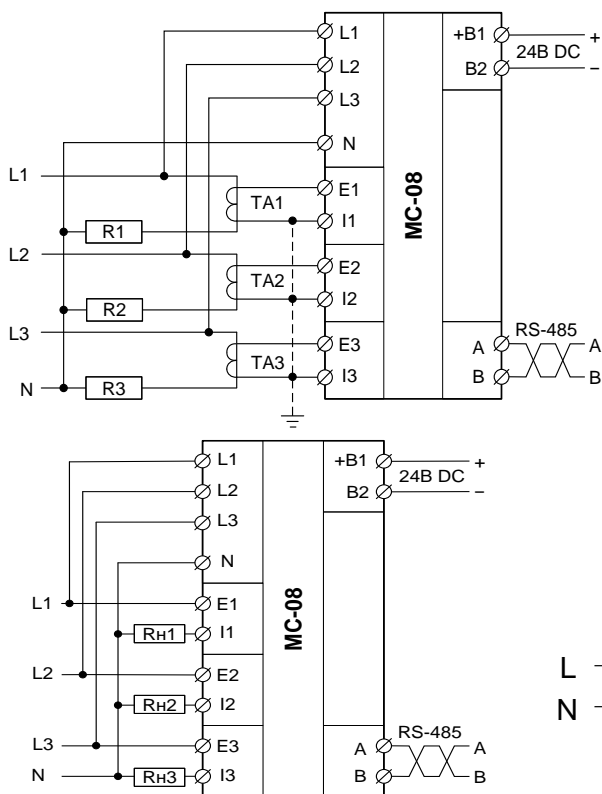 L1 +B1 +
24В DC
L2 B2 −
L3
N
L1 E1
TA1
R1 I1
MC-08
L2 E2
TA2
R2 I2
L3 RS-485
E3 A A
TA3
N R3 I3 B B
L1 +B1 +
24В DC
L2 B2 −
L3
N
L1 E1
Rн1 I1
MC-08
L2 E2
L
Rн2 I2
N
L3 E3 RS-485
A A
N Rн3 I3 B B